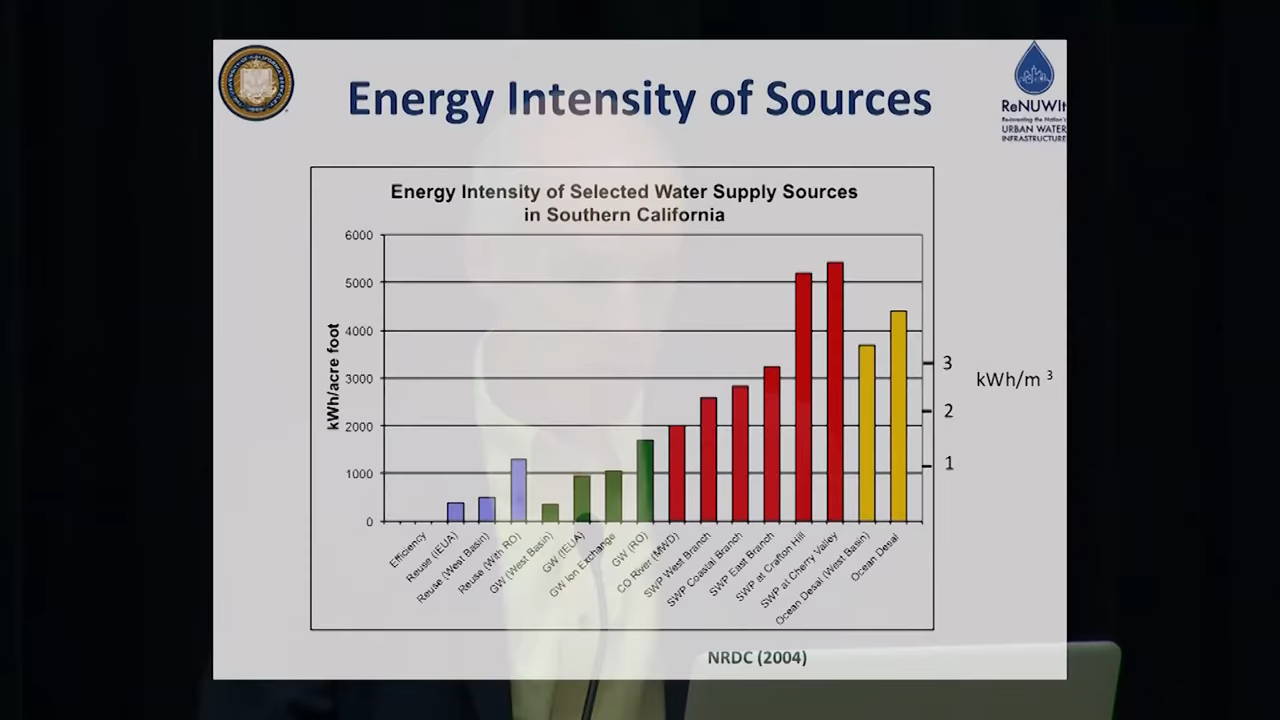 Energy Intensity of Sources
ReNUWIt
Reinventing the Nation's
URBAN WATER
INFRASTRUCTURE
Energy Intensity of Selected Water Supply Sources
in Southern California
kWh/acre foot
6000
5000
4000
3000
2000
1000
0
3
2
1
kWh/m 3
Efficiency
Reuse (IEUA)
Reuse (West Basin)
Reuse (With RO)
GW (West Basin)
GW (IEUA)
GW Ion Exchange
GW (RO)
CO River (MWD)
SWP West Branch
SWP Coastal Branch
SWP East Branch
SWP at Crafton Hill
SWP at Cherry Valley
Ocean Desal (West Basin)
Ocean Desal
NRDC (2004)